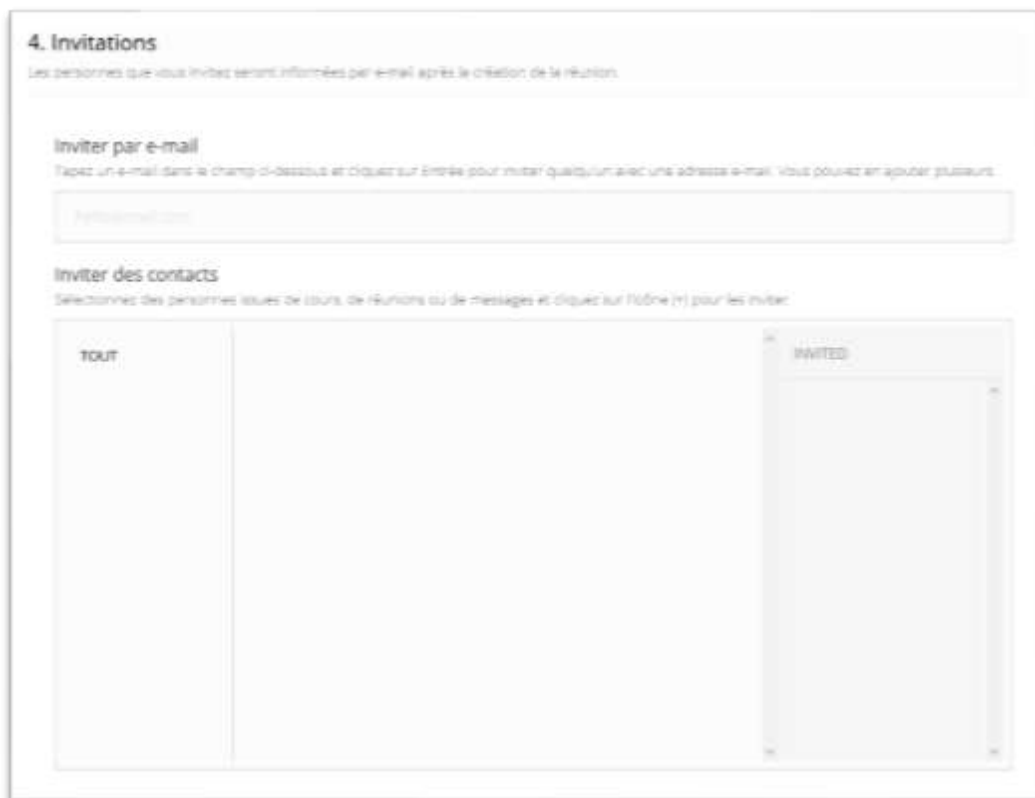 4. Invitations
Les personnes que vous invitez seront informées par e-mail après la création de la réunion.
Inviter par e-mail
Tapez un e-mail dans le champ ci-dessous et cliquez sur Entrée pour inviter quelqu'un avec une adresse e-mail. Vous pouvez en ajouter plusieurs.
Inviter des contacts
Sélectionnez des personnes issues de cours, de réunions ou de messages et cliquez sur l'icône (+) pour les inviter.
TOUT
INVITED